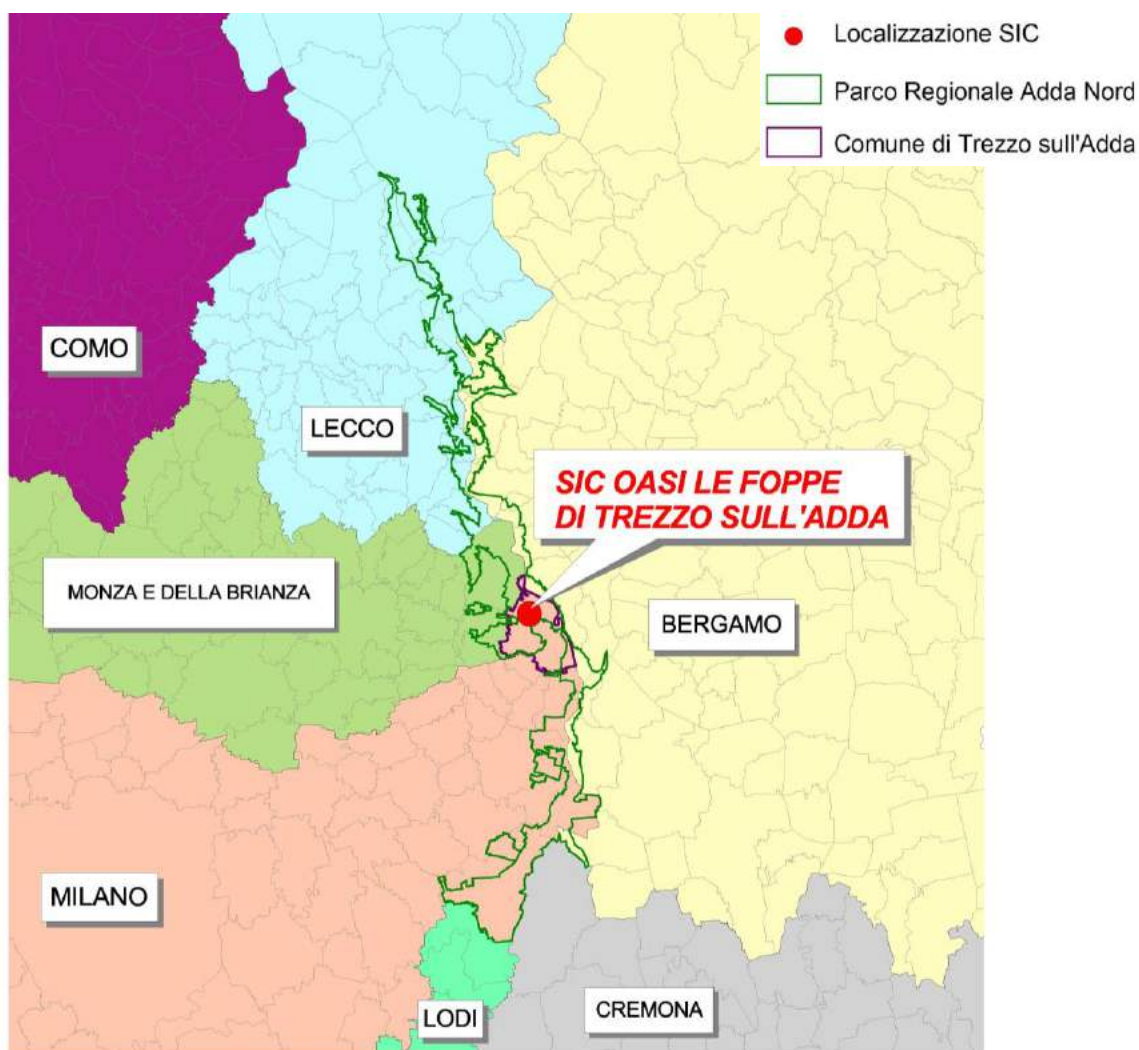 Localizzazione SIC
Parco Regionale Adda Nord
Comune di Trezzo sull'Adda
COMO
LECCO
SIC OASI LE FOPPE
DI TREZZO SULL'ADDA
MONZA E DELLA BRIANZA
BERGAMO
MILANO
LODI
CREMONA